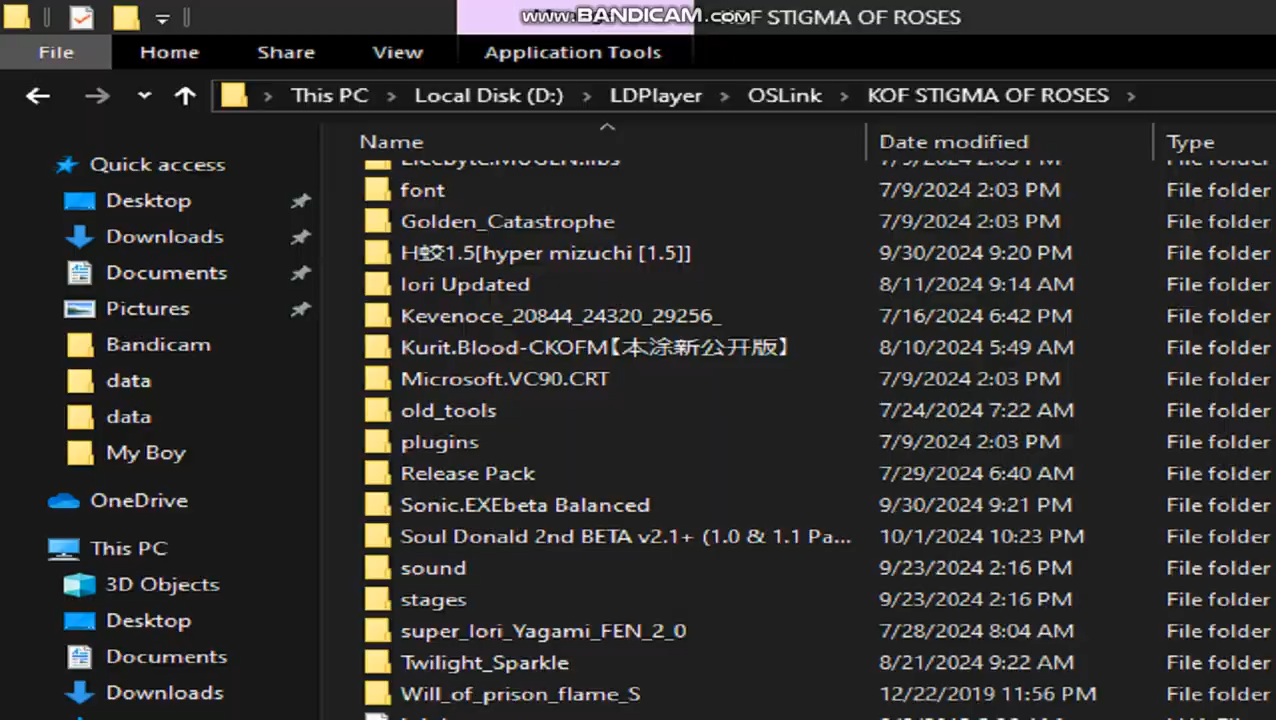 www.BANDICAM.com
KOF STIGMA OF ROSES
File Home Share View Application Tools
This PC Local Disk (D:) LDPlayer OSLink KOF STIGMA OF ROSES
Name Date modified Type
Quick access
Desktop
Downloads
Documents
Pictures
Bandicam
data
data
My Boy
OneDrive
This PC
3D Objects
Desktop
Documents
Downloads
font 7/9/2024 2:03 PM File folder
Golden_Catastrophe 7/9/2024 2:03 PM File folder
H蛟1.5[hyper mizuchi [1.5]] 9/30/2024 9:20 PM File folder
Iori Updated 8/11/2024 9:14 AM File folder
Kevenoce_20844_24320_29256_ 7/16/2024 6:42 PM File folder
Kurit.Blood-CKOFM【本涂新公开版】 8/10/2024 5:49 AM File folder
Microsoft.VC90.CRT 7/9/2024 2:03 PM File folder
old_tools 7/24/2024 7:22 AM File folder
plugins 7/9/2024 2:03 PM File folder
Release Pack 7/29/2024 6:40 AM File folder
Sonic.EXEbeta Balanced 9/30/2024 9:21 PM File folder
Soul Donald 2nd BETA v2.1+ (1.0 & 1.1 Pa... 10/1/2024 10:23 PM File folder
sound 9/23/2024 2:16 PM File folder
stages 9/23/2024 2:16 PM File folder
super_Iori_Yagami_FEN_2_0 7/28/2024 8:04 AM File folder
Twilight_Sparkle 8/21/2024 9:22 AM File folder
Will_of_prison_flame_S 12/22/2019 11:56 PM File folder